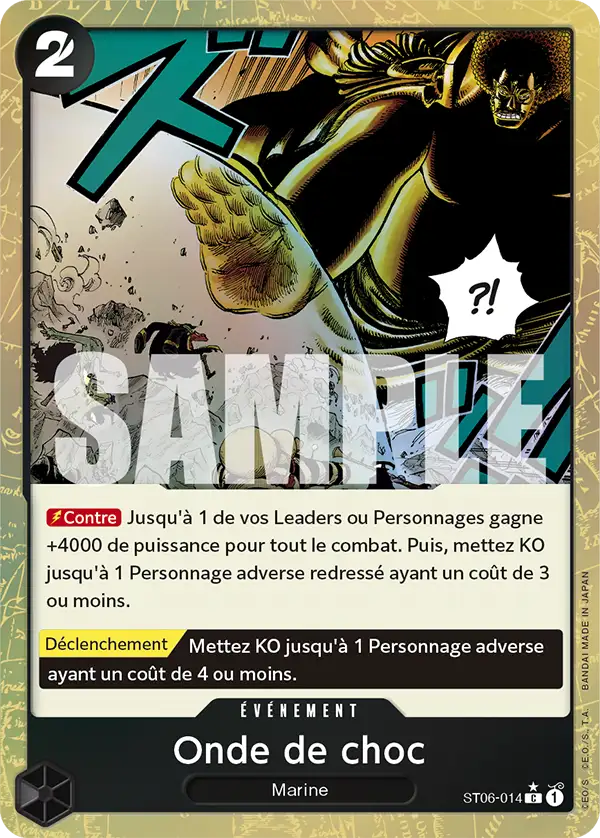 2
ズ
?!
SAMPLE
Contre Jusqu'à 1 de vos Leaders ou Personnages gagne
+4000 de puissance pour tout le combat. Puis, mettez KO
jusqu'à 1 Personnage adverse redressé ayant un coût de 3
ou moins.
Déclenchement Mettez KO jusqu'à 1 Personnage adverse
ayant un coût de 4 ou moins.
ÉVÉNEMENT
Onde de choc
Marine
ST06-014 C 1
©EO/S ©E.O./S., T.A. BANDAI MADE IN JAPAN